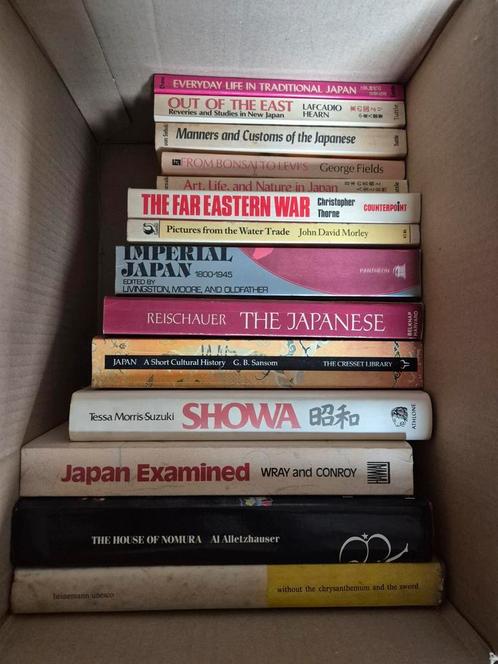 EVERYDAY LIFE IN TRADITIONAL JAPAN
OUT OF THE EAST
Reveries and Studies in New Japan
LAFCADIO
HEARN
Tuttle
Manners and Customs of the Japanese
FROM BONSAI TO LEVI'S George Fields
Art, Life, and Nature in Japan
THE FAR EASTERN WAR
Christopher
Thorne
COUNTERPOINT
Pictures from the Water Trade John David Morley
IMPERIAL
JAPAN 1800-1945
EDITED BY
LIVINGSTON, MOORE, AND OLDFATHER
PANTHEON
REISCHAUER THE JAPANESE
BELKNAP
HARVARD
JAPAN A Short Cultural History G. B. Sansom THE CRESSET LIBRARY
Tessa Morris-Suzuki SHOWA 昭和
ATHLONE
Japan Examined WRAY and CONROY
THE HOUSE OF NOMURA Al Alletzhauser
heinemann unesco without the chrysanthemum and the sword